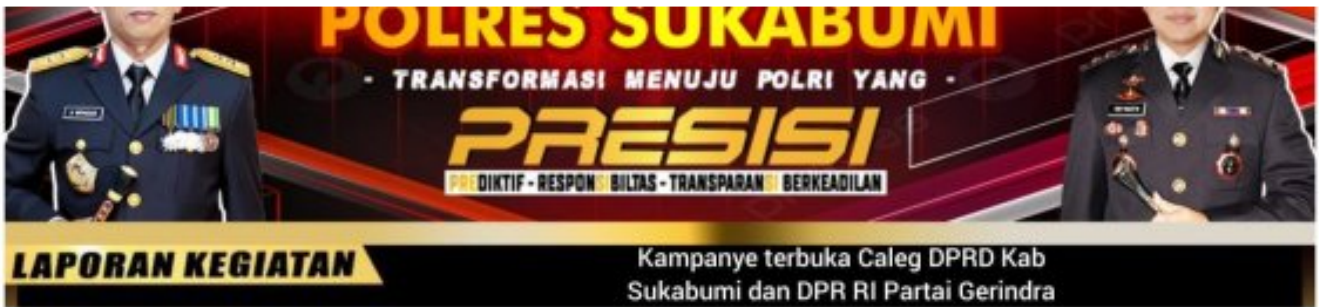 POLRES SUKABUMI
- TRANSFORMASI MENUJU POLRI YANG -
PRESISI
PREDIKTIF - RESPONSIBILTAS - TRANSPARANSI BERKEADILAN
LAPORAN KEGIATAN
Kampanye terbuka Caleg DPRD Kab
Sukabumi dan DPR RI Partai Gerindra